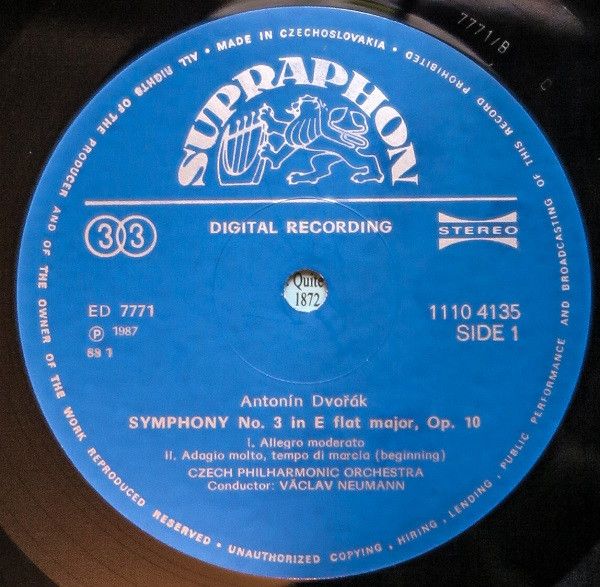 • MADE IN CZECHOSLOVAKIA •
ALL RIGHTS OF THE PRODUCER AND OF THE OWNER OF THE WORK REPRODUCED RESERVED • UNAUTHORIZED COPYING, HIRING, LENDING, PUBLIC PERFORMANCE AND BROADCASTING OF THIS RECORD PROHIBITED
7771/B
C
SUPRAPHON
33 DIGITAL RECORDING STEREO
Quite
1872
ED 7771 1110 4135
Ⓟ 1987 SIDE 1
89 1
Antonín Dvořák
SYMPHONY No. 3 in E flat major, Op. 10
I. Allegro moderato
II. Adagio molto, tempo di marcia (beginning)
CZECH PHILHARMONIC ORCHESTRA
Conductor: VÁCLAV NEUMANN